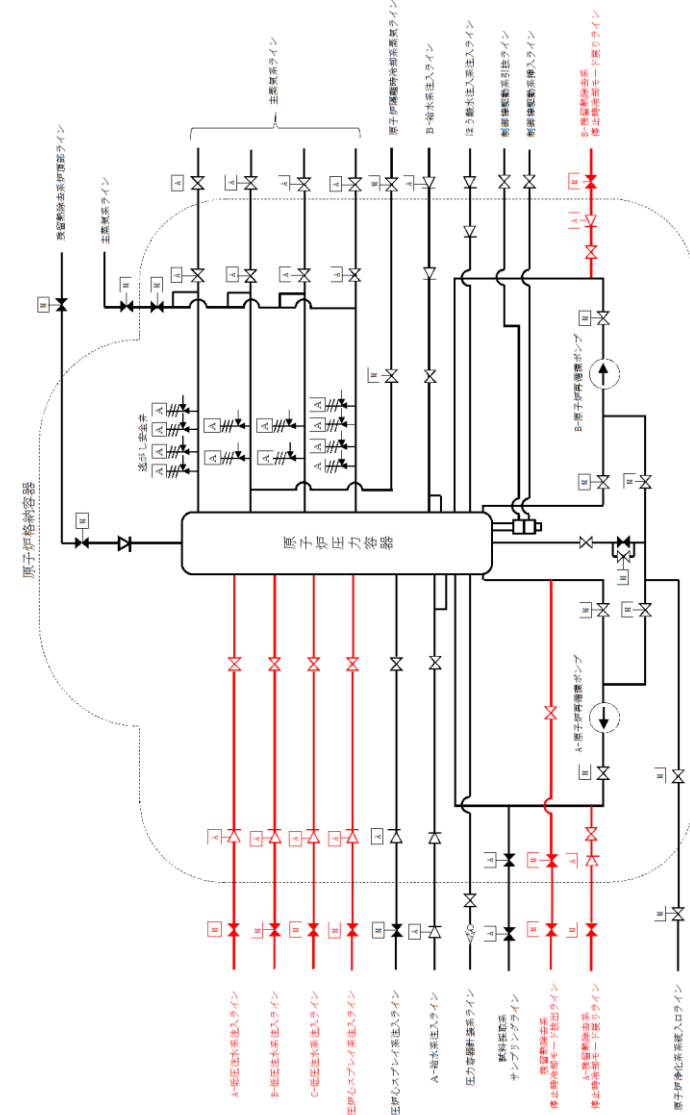 原子炉格納容器
残留熱除去系炉頂部ライン
主蒸気系ライン
主蒸気系ライン
原子炉隔離時冷却系蒸気ライン
B-給水系注入ライン
ほう酸水注入系注入ライン
制御棒駆動系引抜ライン
制御棒駆動系挿入ライン
B-残留熱除去系
停止時冷却モード戻りライン
逃がし安全弁
原子炉圧力容器
B-原子炉再循環ポンプ
A-原子炉再循環ポンプ
A-低圧注水系注入ライン
B-低圧注水系注入ライン
C-低圧注水系注入ライン
圧炉心スプレイ系注入ライン
圧炉心スプレイ系注入ライン
A-給水系注入ライン
圧力容器計装系ライン
試料採取系
サンプリングライン
残留熱除去系
停止時冷却モード抜出ライン
A-残留熱除去系
停止時冷却モード戻りライン
原子炉浄化系系統入口ライン
M
M
M
M
A
A
A
A
M
A
A
A
A
A
M
A
A
A
A
A
A
A
A
A
A
A
A
M
A
M
M
M
M
M
M
M
M
A
A
A
A
A
M
M
M
M
M
A
A
A
M
M
A
M
M
M